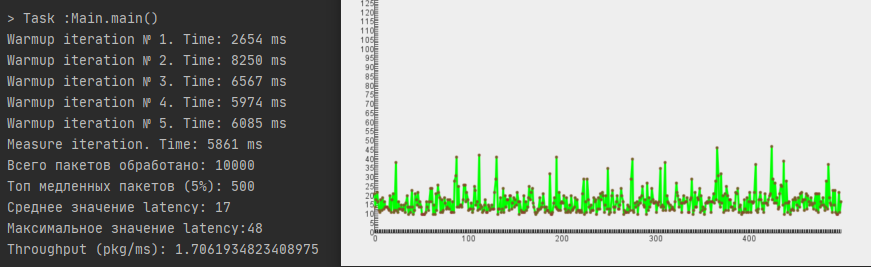 > Task :Main.main()
Warmup iteration № 1. Time: 2654 ms
Warmup iteration № 2. Time: 8250 ms
Warmup iteration № 3. Time: 6567 ms
Warmup iteration № 4. Time: 5974 ms
Warmup iteration № 5. Time: 6085 ms
Measure iteration. Time: 5861 ms
Всего пакетов обработано: 10000
Топ медленных пакетов (5%): 500
Среднее значение latency: 17
Максимальное значение latency:48
Throughput (pkg/ms): 1.7061934823408975
125
120
115
110
105
100
95
90
85
80
75
70
65
60
55
50
45
40
35
30
25
20
15
10
5
0
0 100 200 300 400